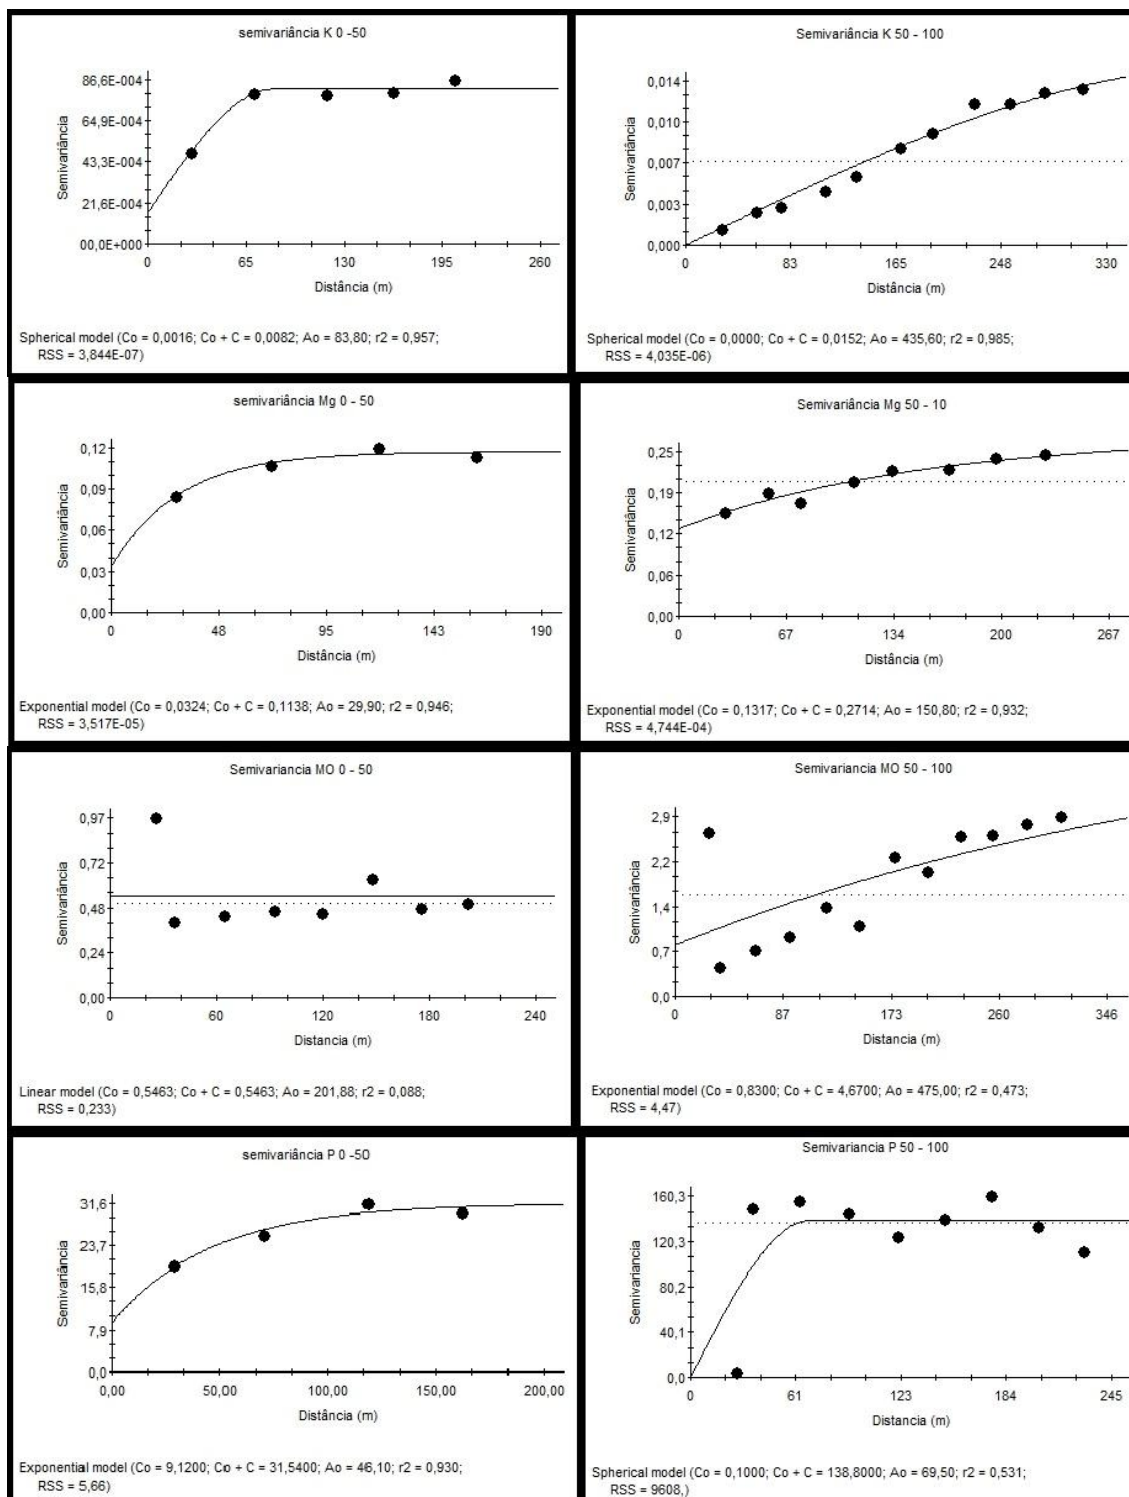 semivariância K 0 -50
86,6E-004
64,9E-004
43,3E-004
21,6E-004
00,0E+000
Semivariância
0 65 130 195 260
Distância (m)
Spherical model (Co = 0,0016; Co + C = 0,0082; Ao = 83,80; r2 = 0,957;
RSS = 3,844E-07)
Semivariância K 50 - 100
0,014
0,010
0,007
0,003
0,000
Semivariância
0 83 165 248 330
Distância (m)
Spherical model (Co = 0,0000; Co + C = 0,0152; Ao = 435,60; r2 = 0,985;
RSS = 4,035E-06)
semivariância Mg 0 - 50
0,12
0,09
0,06
0,03
0,00
Semivariância
0 48 95 143 190
Distância (m)
Exponential model (Co = 0,0324; Co + C = 0,1138; Ao = 29,90; r2 = 0,946;
RSS = 3,517E-05)
Semivariância Mg 50 - 10
0,25
0,19
0,12
0,06
0,00
Semivariância
0 67 134 200 267
Distância (m)
Exponential model (Co = 0,1317; Co + C = 0,2714; Ao = 150,80; r2 = 0,932;
RSS = 4,744E-04)
Semivariancia MO 0 - 50
0,97
0,72
0,48
0,24
0,00
Semivariância
0 60 120 180 240
Distancia (m)
Linear model (Co = 0,5463; Co + C = 0,5463; Ao = 201,88; r2 = 0,088;
RSS = 0,233)
Semivariancia MO 50 - 100
2,9
2,2
1,4
0,7
0,0
Semivariância
0 87 173 260 346
Distancia (m)
Exponential model (Co = 0,8300; Co + C = 4,6700; Ao = 475,00; r2 = 0,473;
RSS = 4,47)
semivariância P 0 -50
31,6
23,7
15,8
7,9
0,0
Semivariância
0,00 50,00 100,00 150,00 200,00
Distância (m)
Exponential model (Co = 9,1200; Co + C = 31,5400; Ao = 46,10; r2 = 0,930;
RSS = 5,66)
Semivariancia P 50 - 100
160,3
120,3
80,2
40,1
0,0
Semivariância
0 61 123 184 245
Distancia (m)
Spherical model (Co = 0,1000; Co + C = 138,8000; Ao = 69,50; r2 = 0,531;
RSS = 9608,)